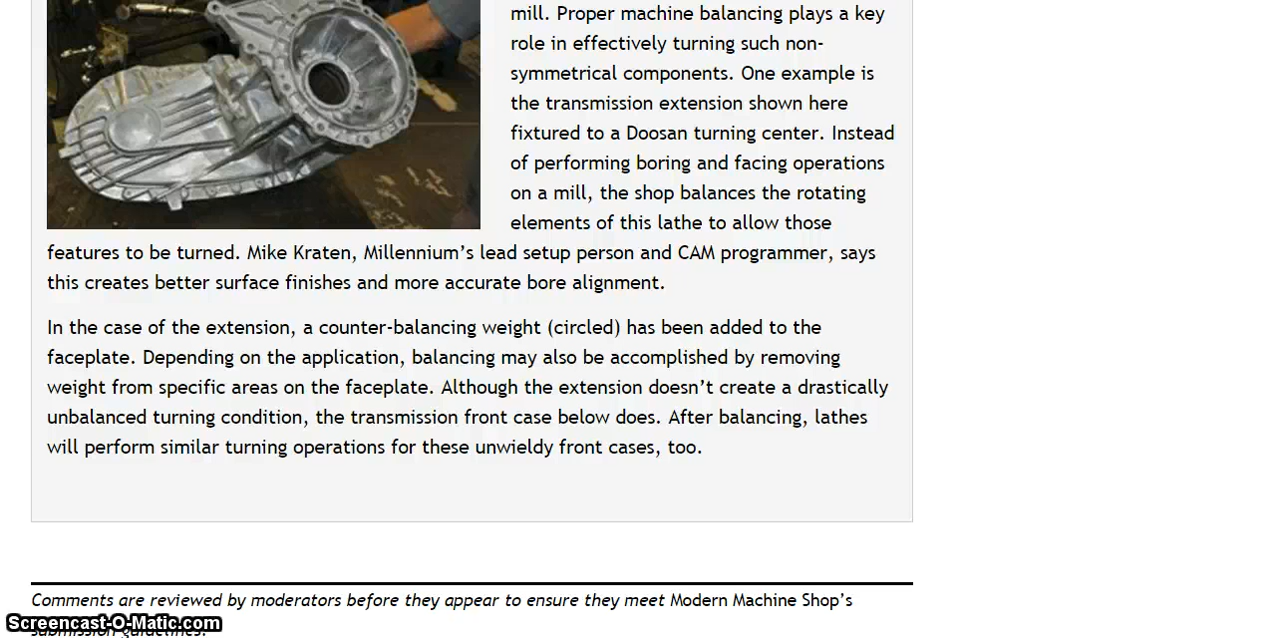 mill. Proper machine balancing plays a key
role in effectively turning such non-
symmetrical components. One example is
the transmission extension shown here
fixtured to a Doosan turning center. Instead
of performing boring and facing operations
on a mill, the shop balances the rotating
elements of this lathe to allow those
features to be turned. Mike Kraten, Millennium’s lead setup person and CAM programmer, says
this creates better surface finishes and more accurate bore alignment.
In the case of the extension, a counter-balancing weight (circled) has been added to the
faceplate. Depending on the application, balancing may also be accomplished by removing
weight from specific areas on the faceplate. Although the extension doesn’t create a drastically
unbalanced turning condition, the transmission front case below does. After balancing, lathes
will perform similar turning operations for these unwieldy front cases, too.
Comments are reviewed by moderators before they appear to ensure they meet Modern Machine Shop’s
submission guidelines.
Screencast-O-Matic.com